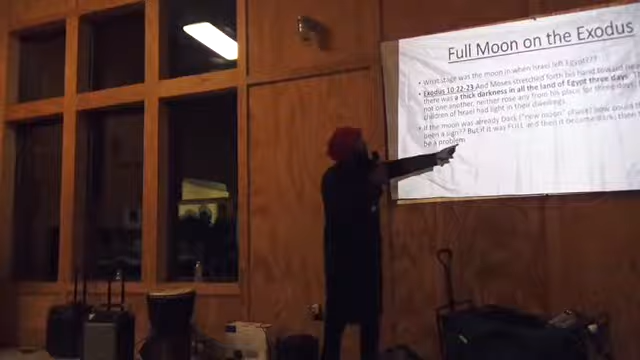 Full Moon on the Exodus
• What stage was the moon in when Israel left Egypt???
• Exodus 10:22-23 And Moses stretched forth his hand toward
there was a thick darkness in all the land of Egypt three days
not one another, neither rose any from his place for three days
children of Israel had light in their dwellings.
• If the moon was already Dark ("new moon" phase) how could
been a sign?? But if it was FULL and then it became dark, then
be a problem